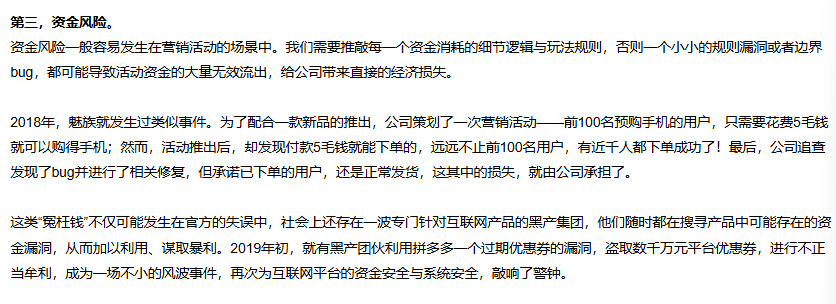 第三，资金风险。
资金风险一般容易发生在营销活动的场景中。我们需要推敲每一个资金消耗的细节逻辑与玩法规则，否则一个小小的规则漏洞或者边界
bug，都可能导致活动资金的大量无效流出，给公司带来直接的经济损失。
2018年，魅族就发生过类似事件。为了配合一款新品的推出，公司策划了一次营销活动——前100名预购手机的用户，只需要花费5毛钱
就可以购得手机；然而，活动推出后，却发现付款5毛钱就能下单的，远远不止前100名用户，有近千人都下单成功了！最后，公司追查
发现了bug并进行了相关修复，但承诺已下单的用户，还是正常发货，这其中的损失，就由公司承担了。
这类“冤枉钱”不仅可能发生在官方的失误中，社会上还存在一波专门针对互联网产品的黑产集团，他们随时都在搜寻产品中可能存在的资
金漏洞，从而加以利用、谋取暴利。2019年初，就有黑产团伙利用拼多多一个过期优惠券的漏洞，盗取数千万元平台优惠券，进行不正
当牟利，成为一场不小的风波事件，再次为互联网平台的资金安全与系统安全，敲响了警钟。